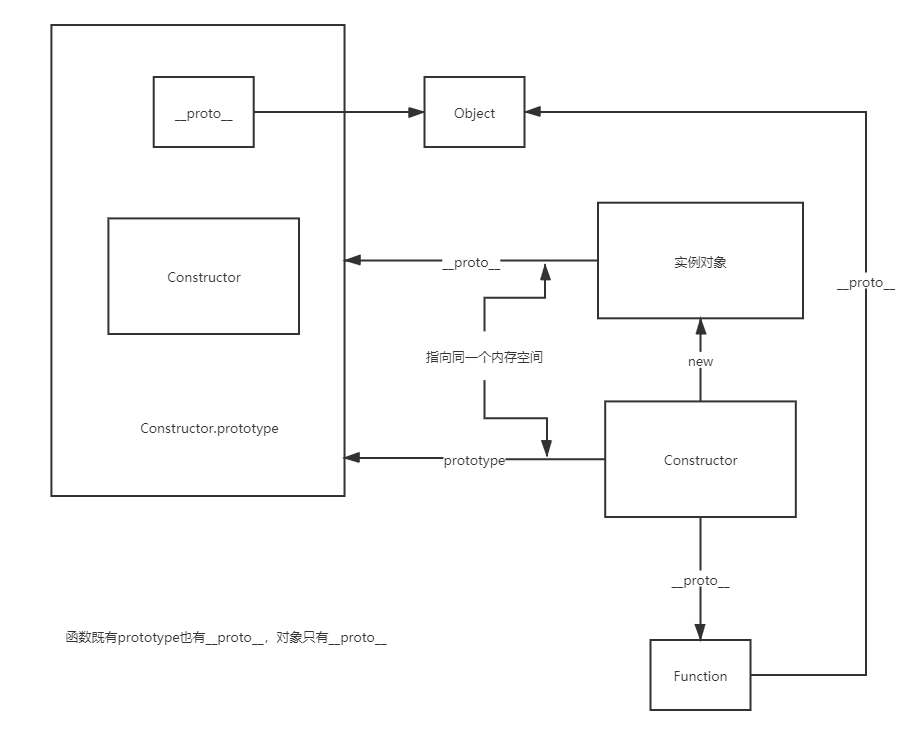 __proto__
Object
Constructor
__proto__
实例对象
__proto__
指向同一个内存空间
new
Constructor.prototype
prototype
Constructor
__proto__
函数既有prototype也有__proto__，对象只有__proto__
Function